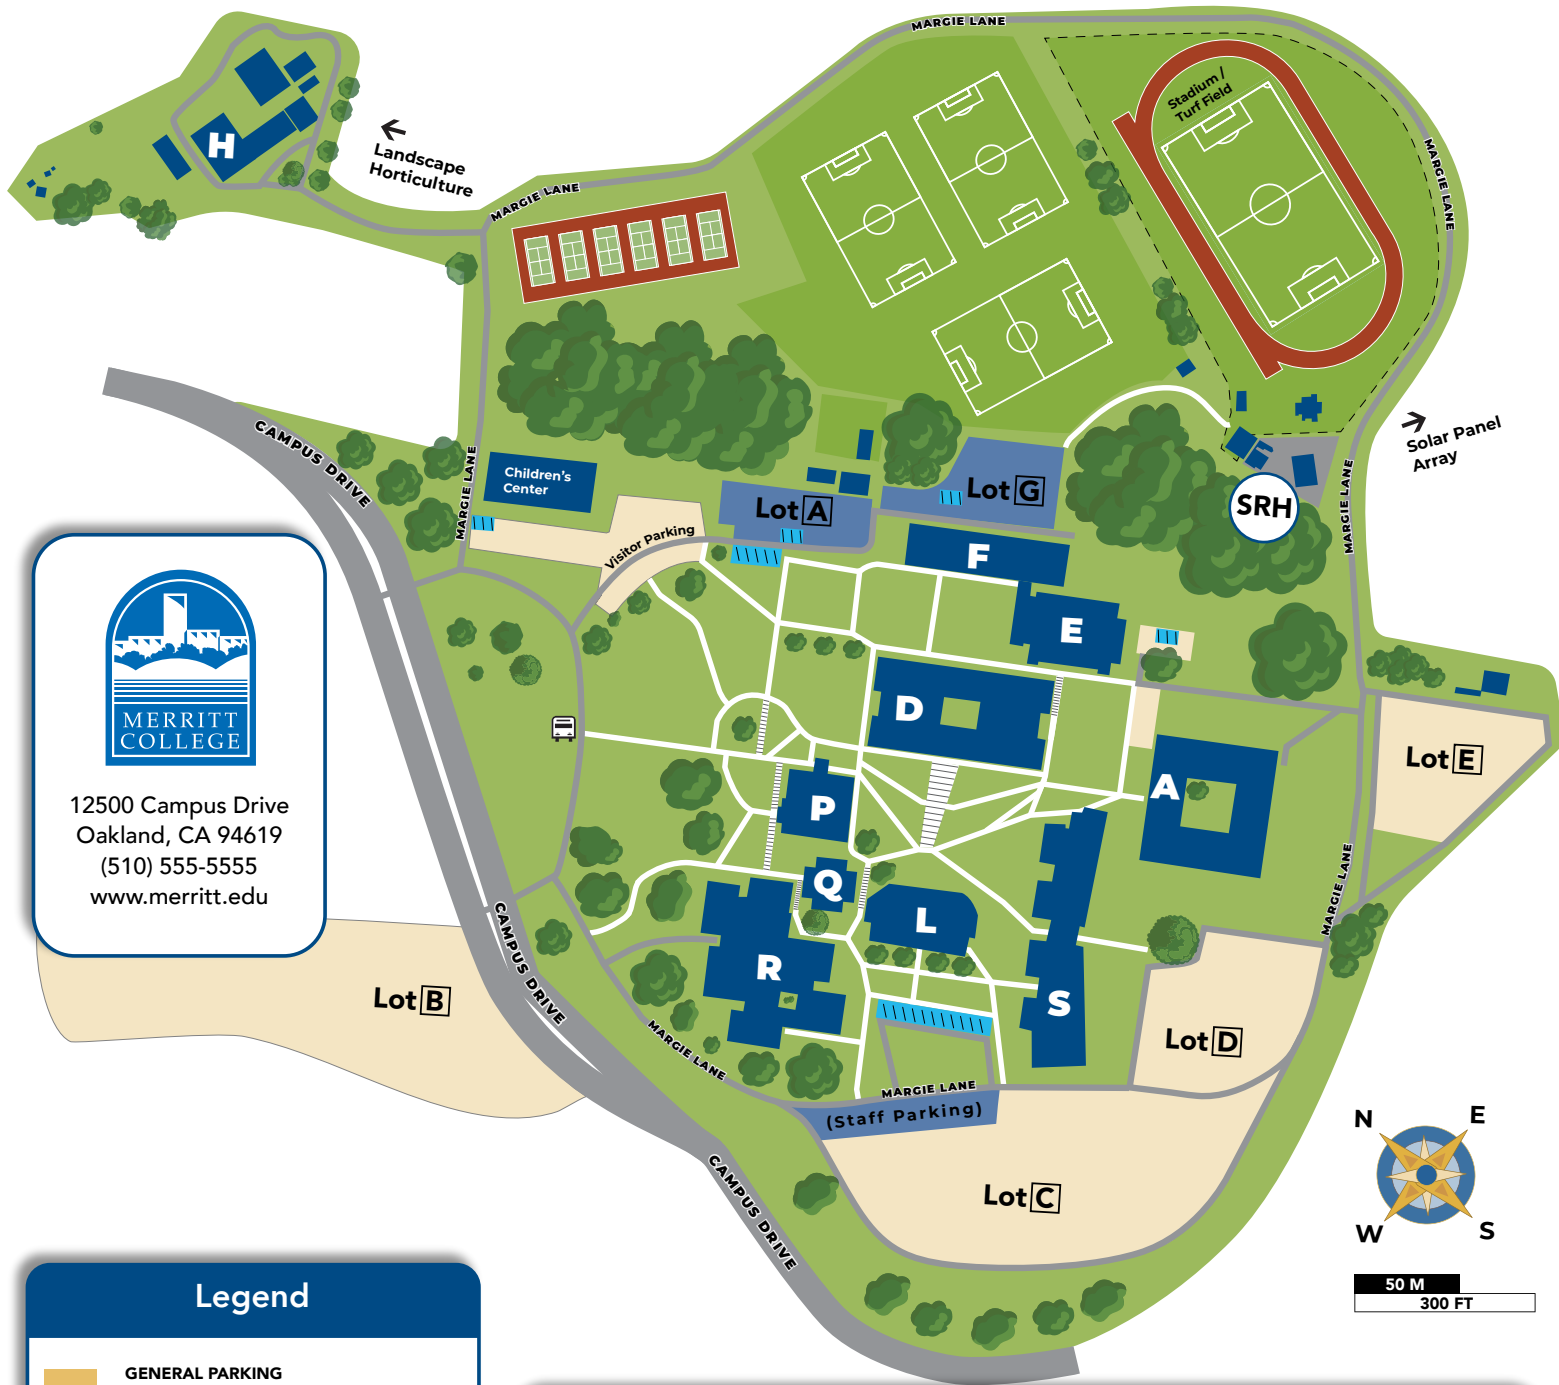 MARGIE LANE
Stadium /
Turf Field
H
Landscape
Horticulture
MARGIE LANE
MARGIE LANE
CAMPUS DRIVE
MARGIE LANE
Children's
Center
Visitor Parking
Lot A
Lot G
SRH
MARGIE LANE
Solar Panel
Array
F
E
D
A
P
Q
L
R
S
Lot E
MERRITT
COLLEGE
12500 Campus Drive
Oakland, CA 94619
(510) 555-5555
www.merritt.edu
Lot B
CAMPUS DRIVE
MARGIE LANE
MARGIE LANE
Lot D
MARGIE LANE
(Staff Parking)
Lot C
CAMPUS DRIVE
N
E
W
S
50 M
300 FT
Legend
GENERAL PARKING